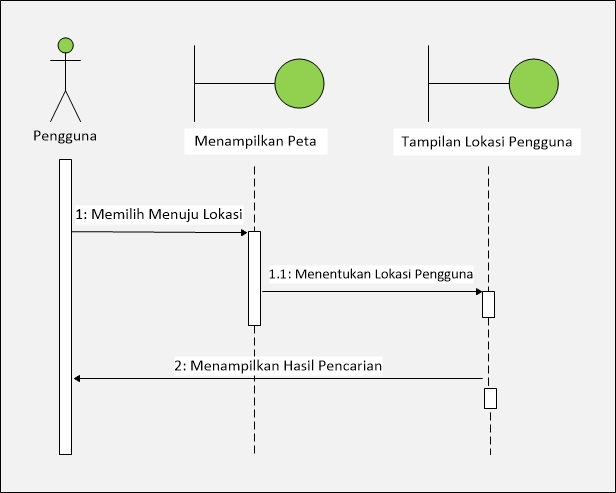 Pengguna
Menampilkan Peta
Tampilan Lokasi Pengguna
1: Memilih Menuju Lokasi
1.1: Menentukan Lokasi Pengguna
2: Menampilkan Hasil Pencarian